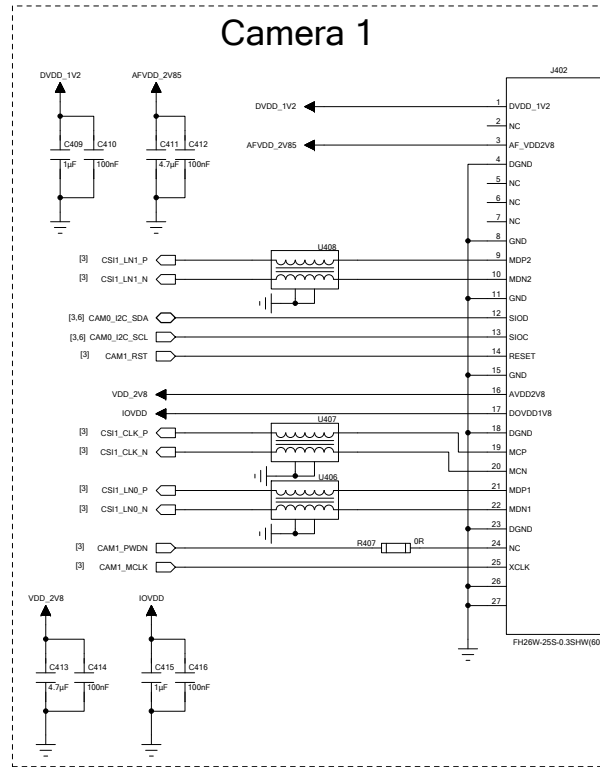 Camera 1
J402
DVDD_1V2 AFVDD_2V85
C409 C410 C411 C412
1µF 100nF 4.7µF 100nF
DVDD_1V2 1 DVDD_1V2
2 NC
AFVDD_2V85 3 AF_VDD2V8
4 DGND
5 NC
6 NC
7 NC
8 GND
U408
[3] CSI1_LN1_P 9 MDP2
[3] CSI1_LN1_N 10 MDN2
11 GND
[3,6] CAM0_I2C_SDA 12 SIOD
[3,6] CAM0_I2C_SCL 13 SIOC
[3] CAM1_RST 14 RESET
15 GND
VDD_2V8 16 AVDD2V8
IOVDD 17 DOVDD1V8
U407
18 DGND
[3] CSI1_CLK_P 19 MCP
[3] CSI1_CLK_N 20 MCN
U406
[3] CSI1_LN0_P 21 MDP1
[3] CSI1_LN0_N 22 MDN1
23 DGND
[3] CAM1_PWDN R407 0R 24 NC
[3] CAM1_MCLK 25 XCLK
26
27
VDD_2V8 IOVDD
FH26W-25S-0.3SHW(60
C413 C414 C415 C416
4.7µF 100nF 1µF 100nF